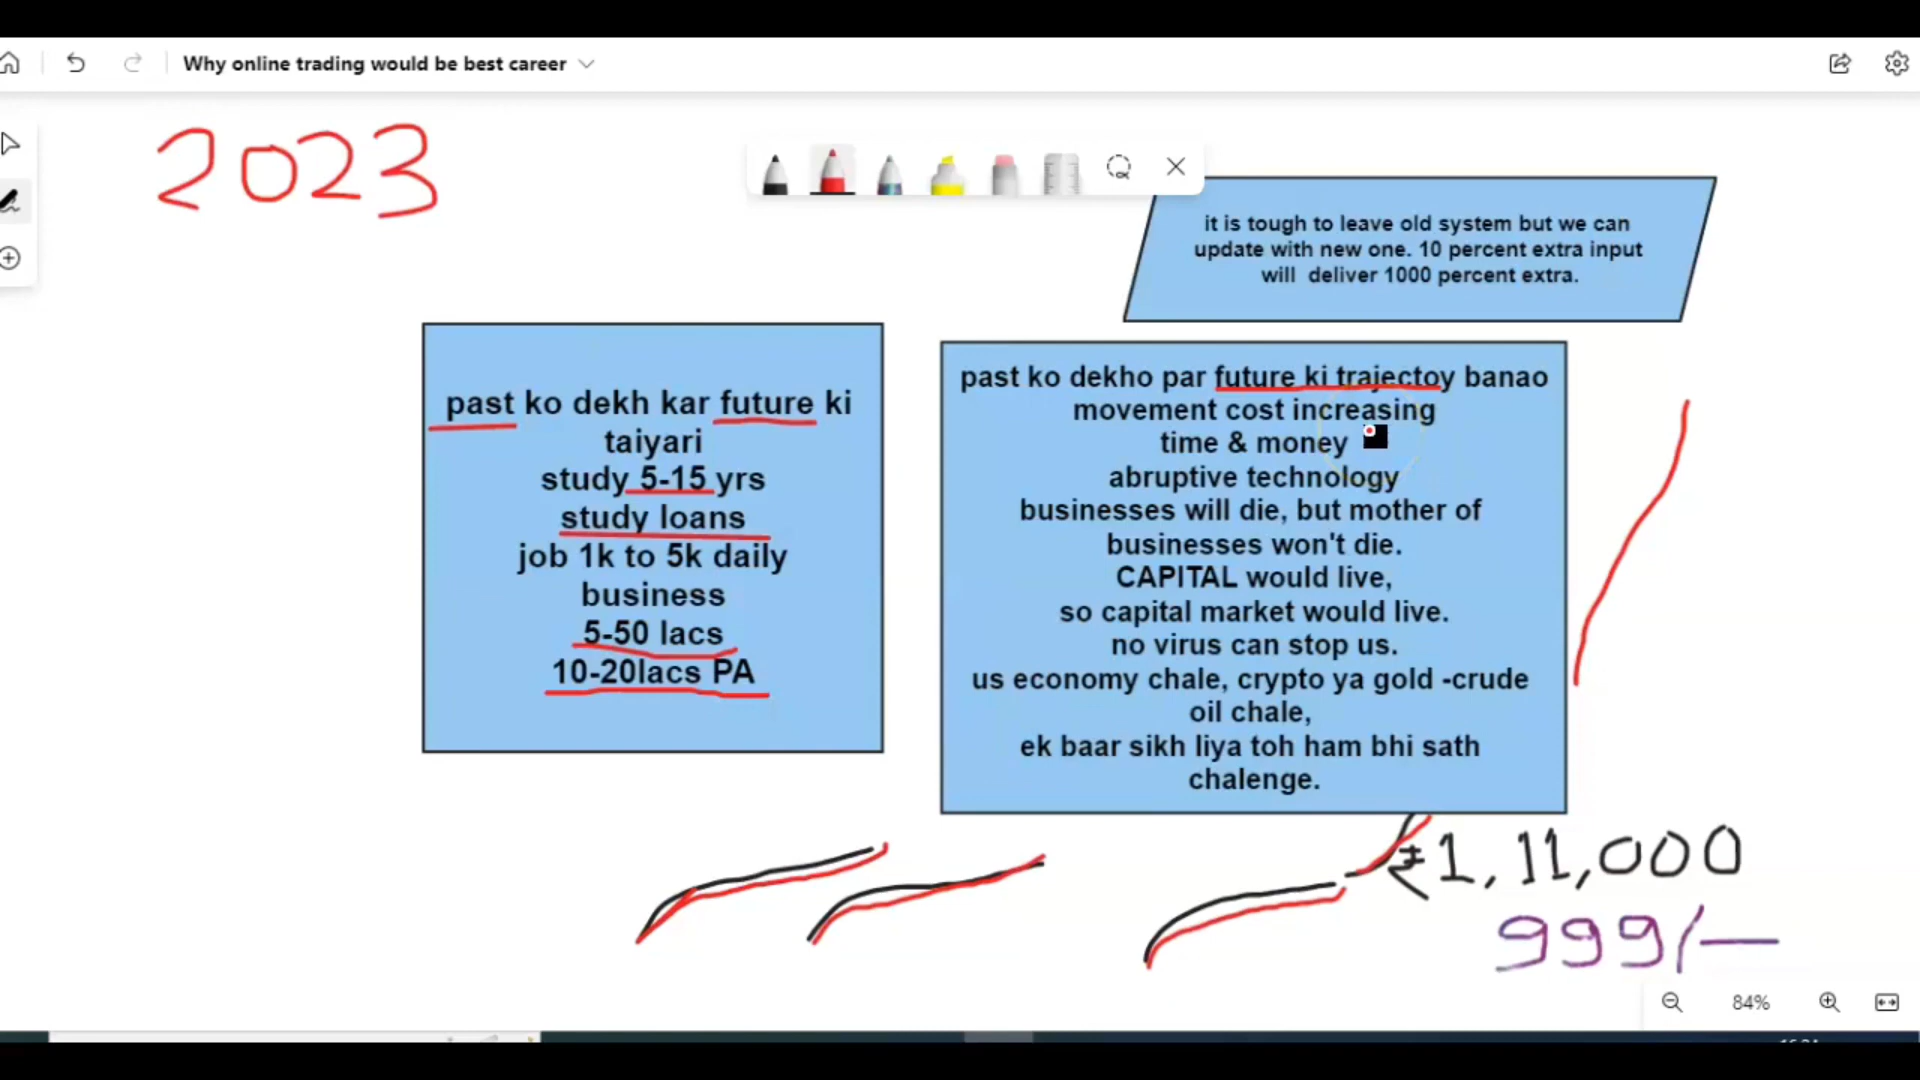 Why online trading would be best career
2023
it is tough to leave old system but we can
update with new one. 10 percent extra input
will deliver 1000 percent extra.
past ko dekh kar future ki
taiyari
study 5-15 yrs
study loans
job 1k to 5k daily
business
5-50 lacs
10-20lacs PA
past ko dekho par future ki trajectoy banao
movement cost increasing
time & money
abruptive technology
businesses will die, but mother of
businesses won't die.
CAPITAL would live,
so capital market would live.
no virus can stop us.
us economy chale, crypto ya gold -crude
oil chale,
ek baar sikh liya toh ham bhi sath
chalenge.
₹1,11,000
999/-
84%